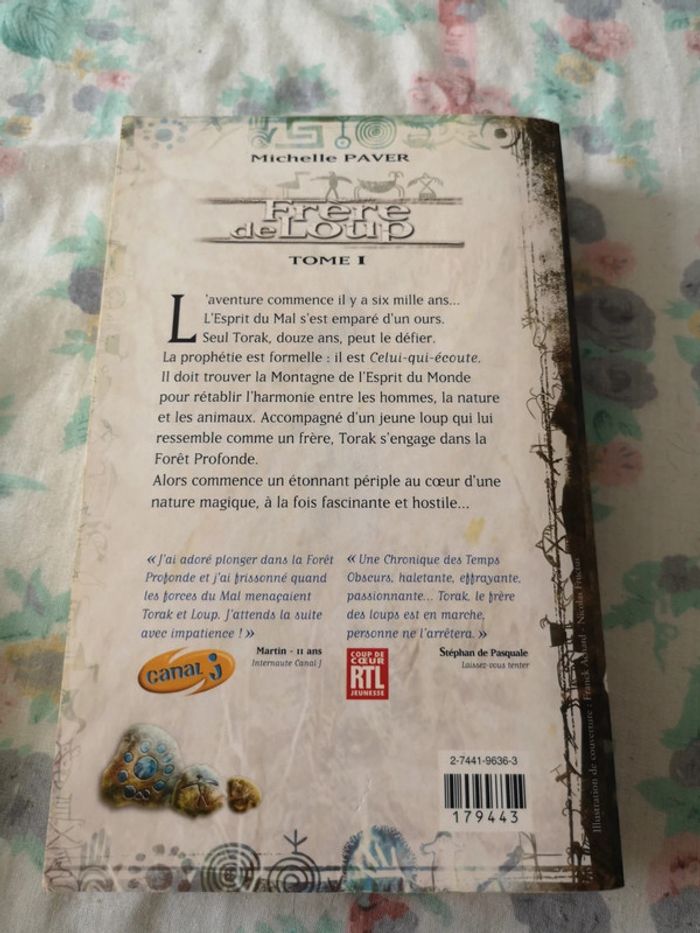 Michelle PAVER
Frère
de Loup
TOME I
L'aventure commence il y a six mille ans...
L'Esprit du Mal s'est emparé d'un ours.
Seul Torak, douze ans, peut le défier.
La prophétie est formelle : il est Celui-qui-écoute.
Il doit trouver la Montagne de l'Esprit du Monde
pour rétablir l'harmonie entre les hommes, la nature
et les animaux. Accompagné d'un jeune loup qui lui
ressemble comme un frère, Torak s'engage dans la
Forêt Profonde.
Alors commence un étonnant périple au cœur d'une
nature magique, à la fois fascinante et hostile...
« J'ai adoré plonger dans la Forêt
Profonde et j'ai frissonné quand
les forces du Mal menaçaient
Torak et Loup. J'attends la suite
avec impatience ! »
Martin - 11 ans
Internaute Canal J
CANAL J
« Une Chronique des Temps
Obscurs, haletante, effrayante,
passionnante... Torak, le frère
des loups est en marche,
personne ne l'arrêtera. »
Stéphan de Pasquale
Laissez-vous tenter
COUP DE
CŒUR
RTL
JEUNESSE
2-7441-9636-3
179443
Illustration de couverture : Franck Achard - Nicolas Fructus